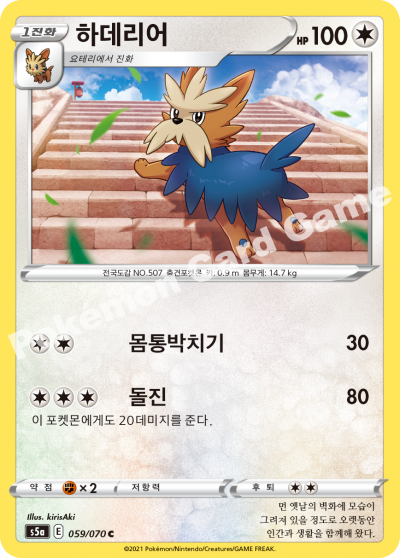 1진화
하데리어
HP 100
요테리에서 진화
전국도감 NO.507 충견포켓몬 키: 0.9 m 몸무게: 14.7 kg
몸통박치기 30
돌진 80
이 포켓몬에게도 20데미지를 준다.
약점 ×2 저항력 후퇴
Illus. kirisAki
s5a E 059/070 C
먼 옛날의 벽화에 모습이
그려져 있을 정도로 오랫동안
인간과 생활을 함께해 왔다.
©2021 Pokémon/Nintendo/Creatures/GAME FREAK.
Pokémon Card Game